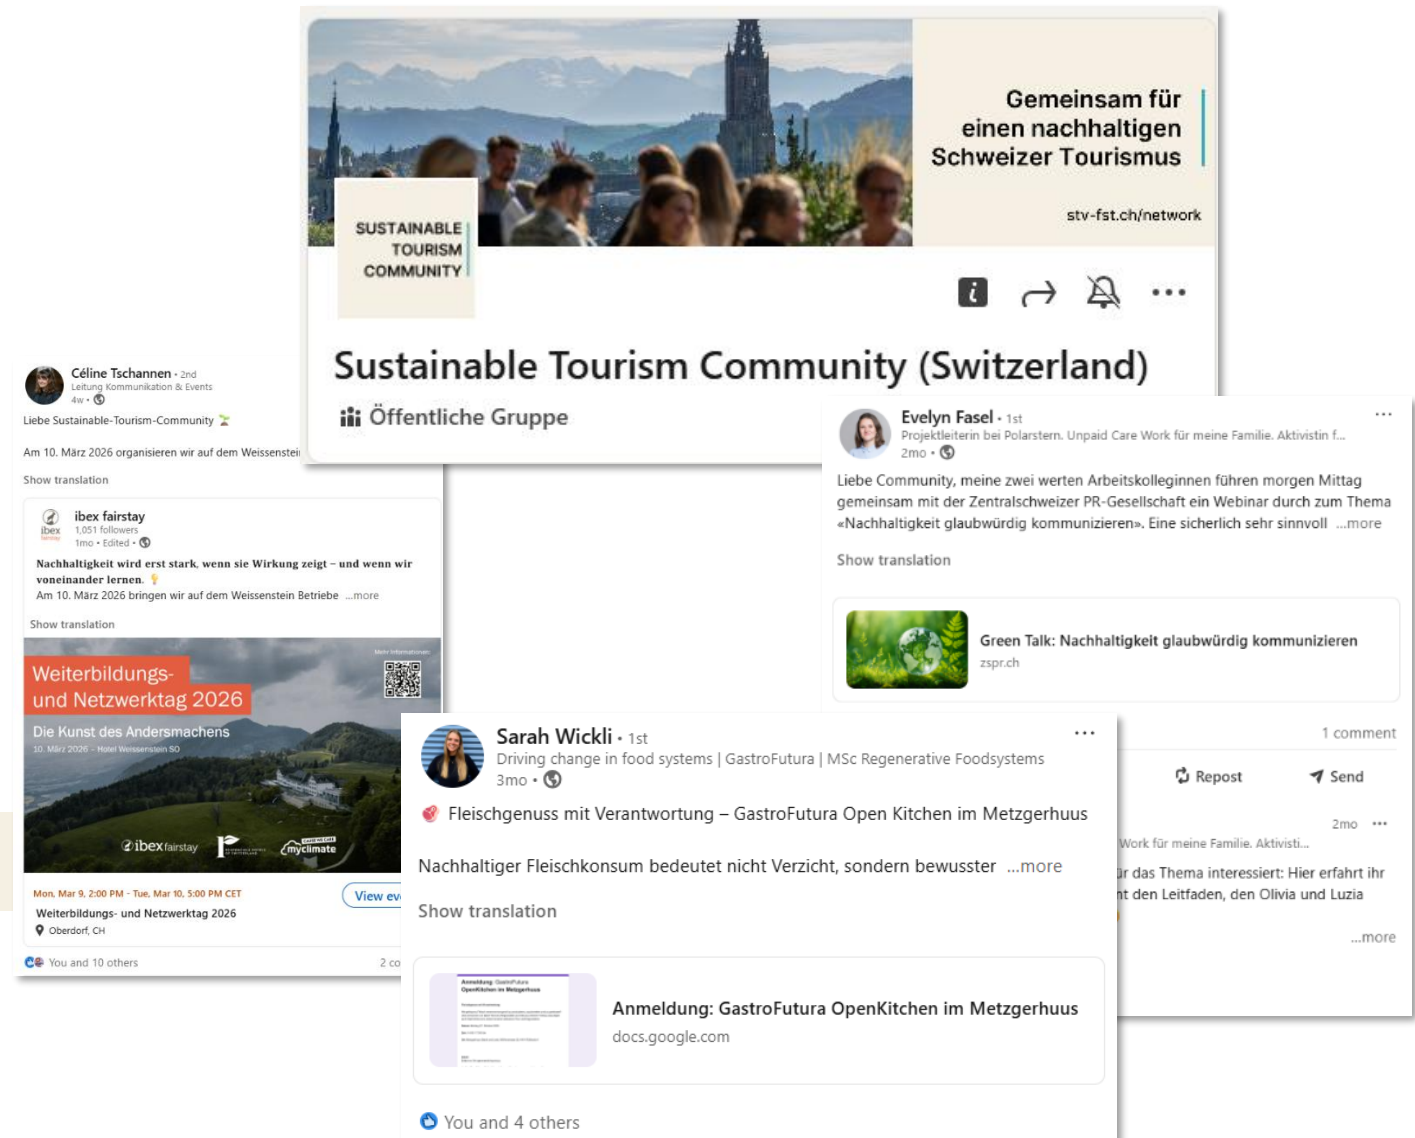 Gemeinsam für
einen nachhaltigen
Schweizer Tourismus
stv-fst.ch/network
SUSTAINABLE
TOURISM
COMMUNITY
Sustainable Tourism Community (Switzerland)
Öffentliche Gruppe
Céline Tschannen • 2nd
Leitung Kommunikation & Events
4w •
Liebe Sustainable-Tourism-Community
Am 10. März 2026 organisieren wir auf dem Weissenstei
Show translation
ibex fairstay
ibex
fairstay
1,051 followers
1mo • Edited •
Nachhaltigkeit wird erst stark, wenn sie Wirkung zeigt – und wenn wir
voneinander lernen.
Am 10. März 2026 bringen wir auf dem Weissenstein Betriebe ...more
Show translation
Mehr Informationen:
Weiterbildungs-
und Netzwerktag 2026
Die Kunst des Andersmachens
10. März 2026 – Hotel Weissenstein SO
ibex fairstay
myclimate
Mon, Mar 9, 2:00 PM - Tue, Mar 10, 5:00 PM CET
View ev
Weiterbildungs- und Netzwerktag 2026
Oberdorf, CH
You and 10 others
2 co
Evelyn Fasel • 1st
Projektleiterin bei Polarstern. Unpaid Care Work für meine Familie. Aktivistin f...
2mo •
Liebe Community, meine zwei werten Arbeitskolleginnen führen morgen Mittag
gemeinsam mit der Zentralschweizer PR-Gesellschaft ein Webinar durch zum Thema
«Nachhaltigkeit glaubwürdig kommunizieren». Eine sicherlich sehr sinnvoll ...more
Show translation
Green Talk: Nachhaltigkeit glaubwürdig kommunizieren
zspr.ch
1 comment
Repost
Send
2mo
Work für meine Familie. Aktivisti...
ür das Thema interessiert: Hier erfahrt ihr
nt den Leitfaden, den Olivia und Luzia
...more
Sarah Wickli • 1st
Driving change in food systems | GastroFutura | MSc Regenerative Foodsystems
3mo •
Fleischgenuss mit Verantwortung – GastroFutura Open Kitchen im Metzgerhuus
Nachhaltiger Fleischkonsum bedeutet nicht Verzicht, sondern bewusster ...more
Show translation
Anmeldung: GastroFutura
OpenKitchen im Metzgerhuus
Anmeldung: GastroFutura OpenKitchen im Metzgerhuus
docs.google.com
You and 4 others